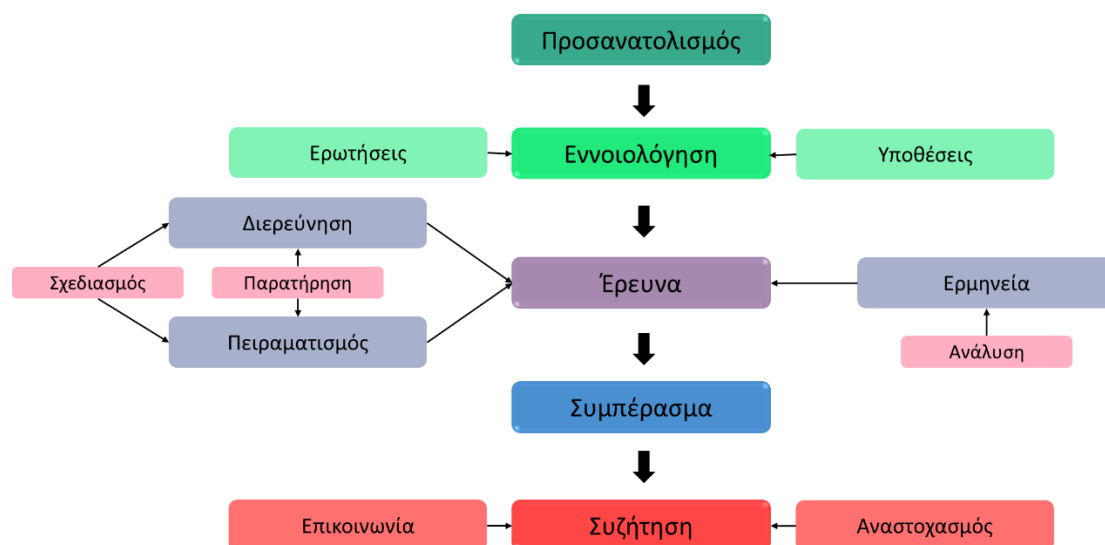 Προσανατολισμός
Ερωτήσεις
Εννοιολόγηση
Υποθέσεις
Διερεύνηση
Σχεδιασμός
Παρατήρηση
Έρευνα
Ερμηνεία
Πειραματισμός
Ανάλυση
Συμπέρασμα
Επικοινωνία
Συζήτηση
Αναστοχασμός